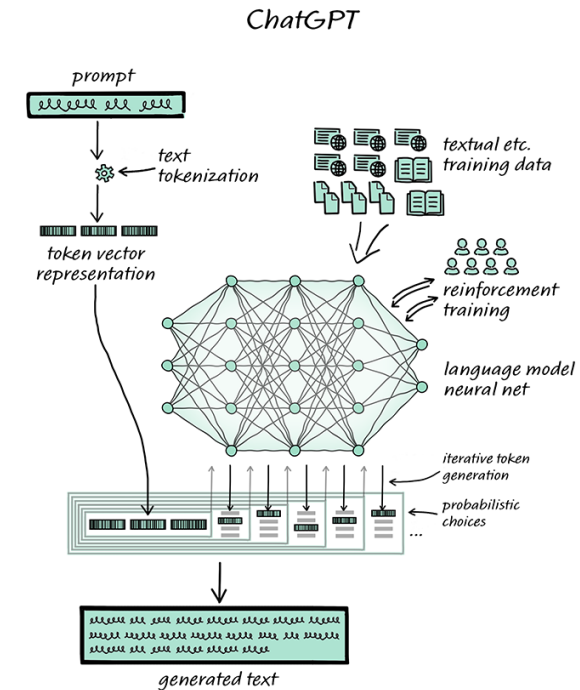 ChatGPT
prompt
text
tokenization
token vector
representation
textual etc.
training data
reinforcement
training
language model
neural net
iterative token
generation
probabilistic
choices
...
generated text